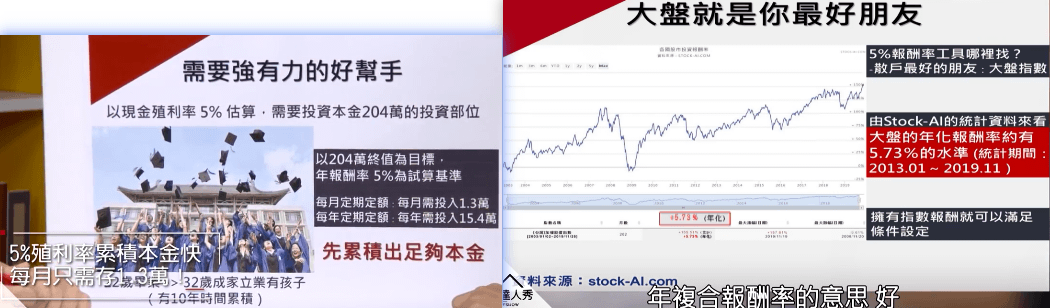 需要強有力的好幫手
以現金殖利率 5% 估算，需要投資本金204萬的投資部位
以204萬終值為目標，
年報酬率 5%為試算基準
每月定期定額：每月需投入1.3萬
每年定期定額：每年需投入15.4萬
先累積出足夠本金
5%殖利率累積本金快
每月只需存1.3萬！
32歲成家立業有孩子
（有10年時間累積）
大盤就是你最好朋友
5%報酬率工具哪裡找？
-散戶最好的朋友：大盤指數
由Stock-AI的統計資料來看
大盤的年化報酬率約有
5.73%的水準 (統計期間：
2013.01～ 2019.11 )
擁有指數報酬就可以滿足
條件設定
+5.73% (年化)
資料來源：stock-AI.com
達人秀
年複合報酬率的意思 好